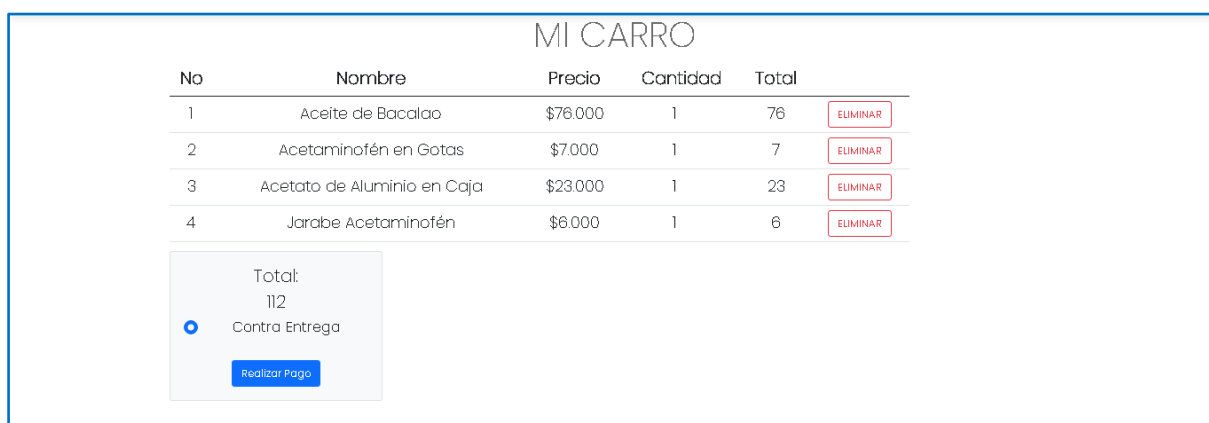 MI CARRO
No Nombre Precio Cantidad Total
1 Aceite de Bacalao $76.000 1 76 ELIMINAR
2 Acetaminofén en Gotas $7.000 1 7 ELIMINAR
3 Acetato de Aluminio en Caja $23.000 1 23 ELIMINAR
4 Jarabe Acetaminofén $6.000 1 6 ELIMINAR
Total:
112
Contra Entrega
Realizar Pago